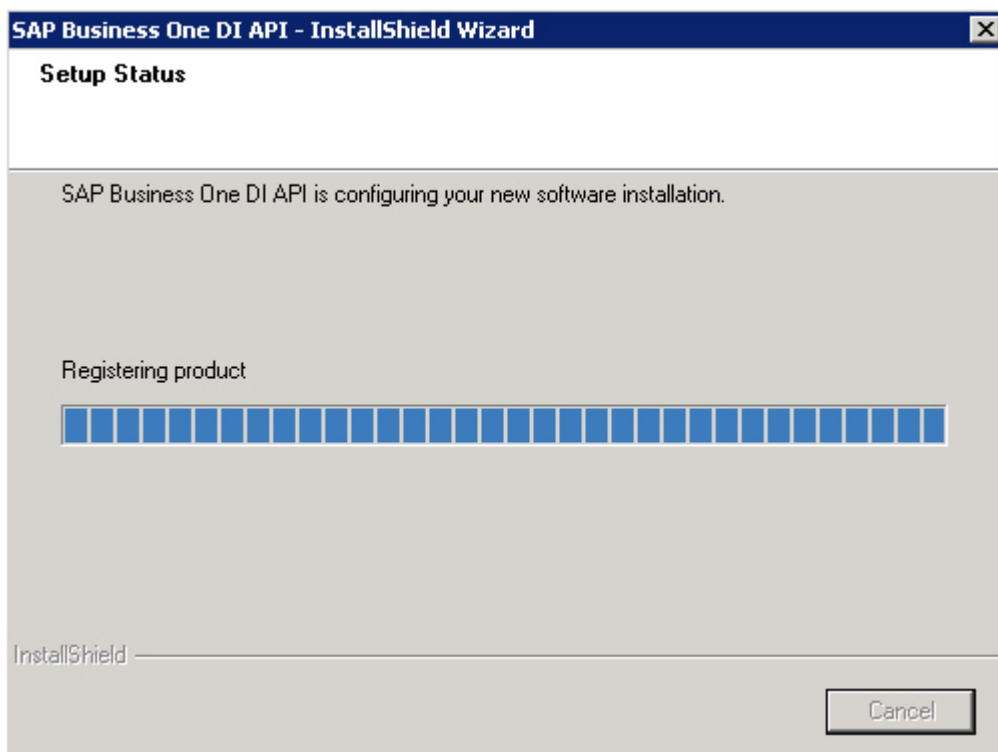 SAP Business One DI API - InstallShield Wizard
Setup Status
SAP Business One DI API is configuring your new software installation.
Registering product
InstallShield
Cancel